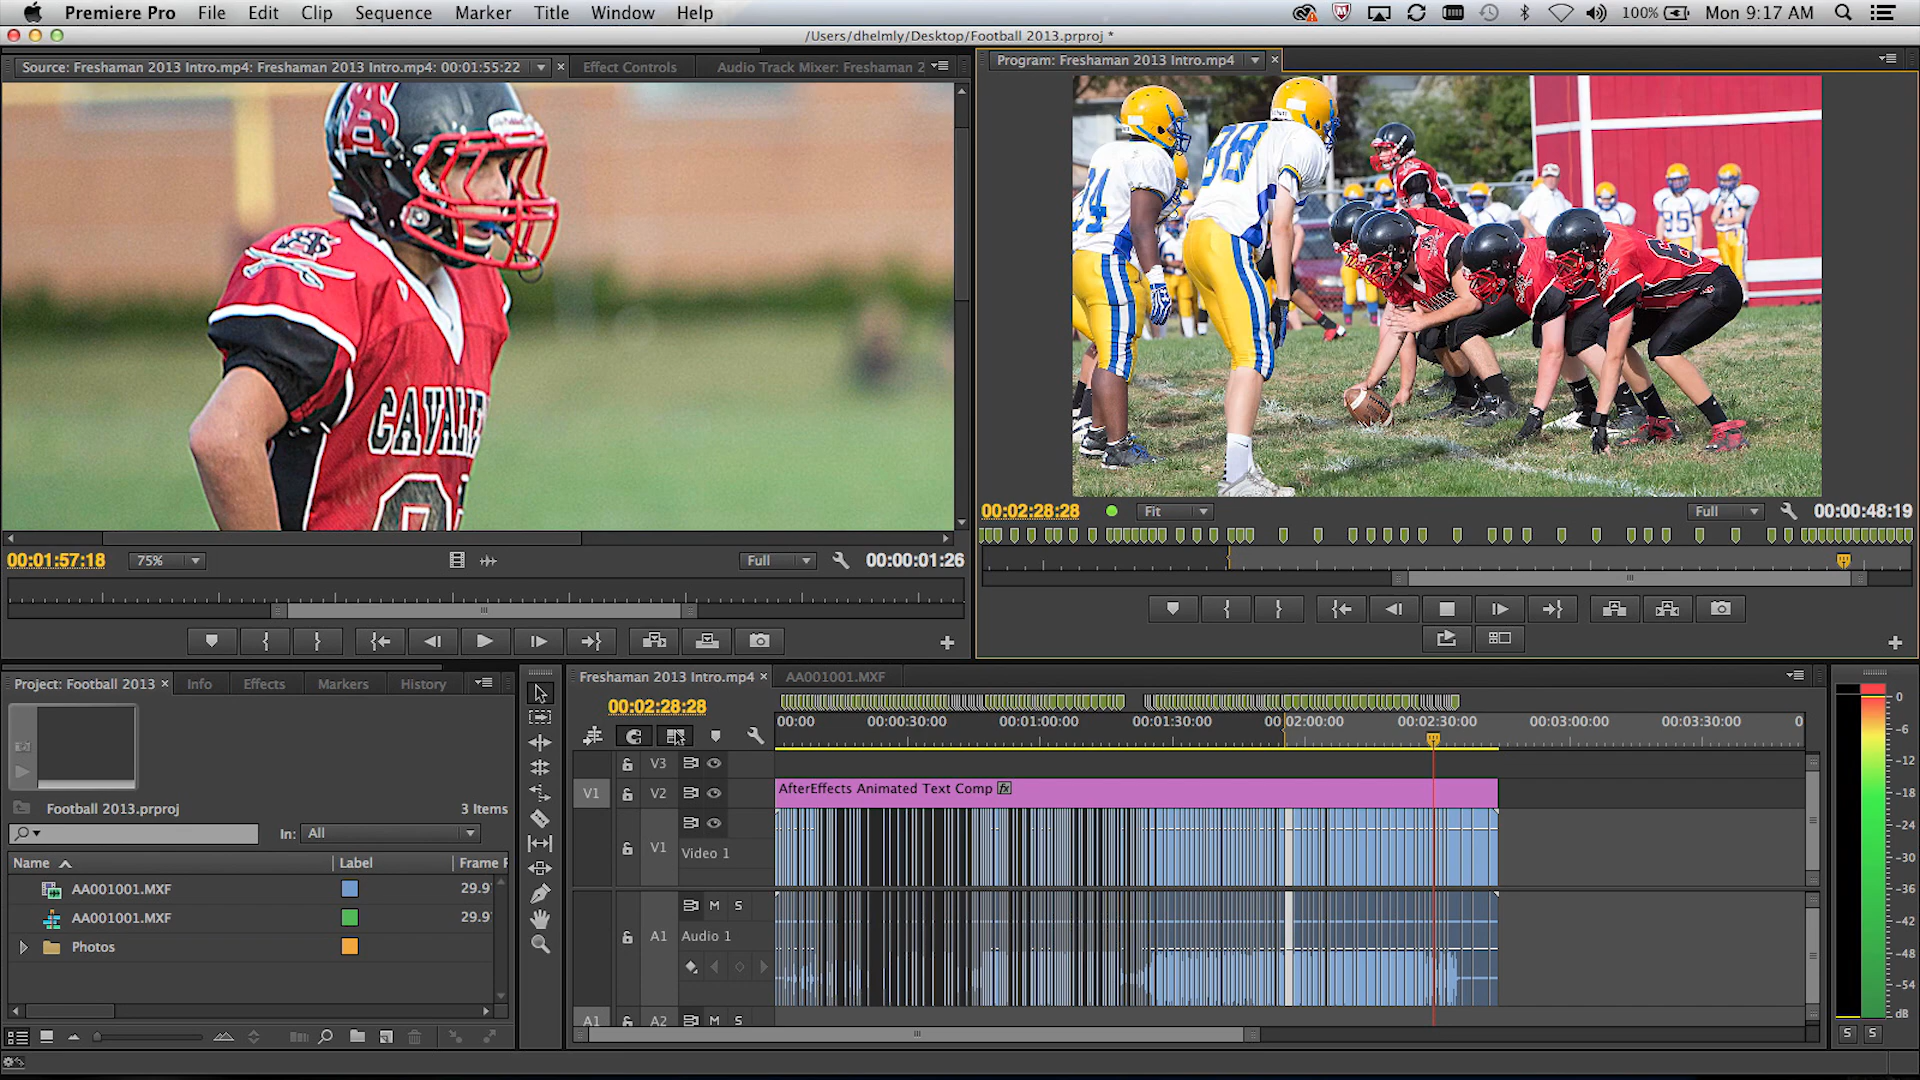 Premiere Pro File Edit Clip Sequence Marker Title Window Help 100% Mon 9:17 AM
/Users/dhelmly/Desktop/Football 2013.prproj *
Source: Freshaman 2013 Intro.mp4: Freshaman 2013 Intro.mp4: 00:01:55:22 Effect Controls Audio Track Mixer: Freshaman 2
Program: Freshaman 2013 Intro.mp4
CAVALIE
98
85
00:02:28:28 Fit Full 00:00:48:19
00:01:57:18 75% Full 00:00:01:26
Project: Football 2013 Info Effects Markers History
Football 2013.prproj 3 Items
In: All
Name Label Frame R
AA001001.MXF 29.9
AA001001.MXF 29.9
Photos
Freshaman 2013 Intro.mp4 AA001001.MXF
00:02:28:28
00:00 00:00:30:00 00:01:00:00 00:01:30:00 00:02:00:00 00:02:30:00 00:03:00:00 00:03:30:00 0
V3
V1 V2 AfterEffects Animated Text Comp fx
V1 Video 1
M S
A1 Audio 1
A1 A2 M S
0
-6
-12
-18
-24
-30
-36
-42
-48
-54
dB
S S